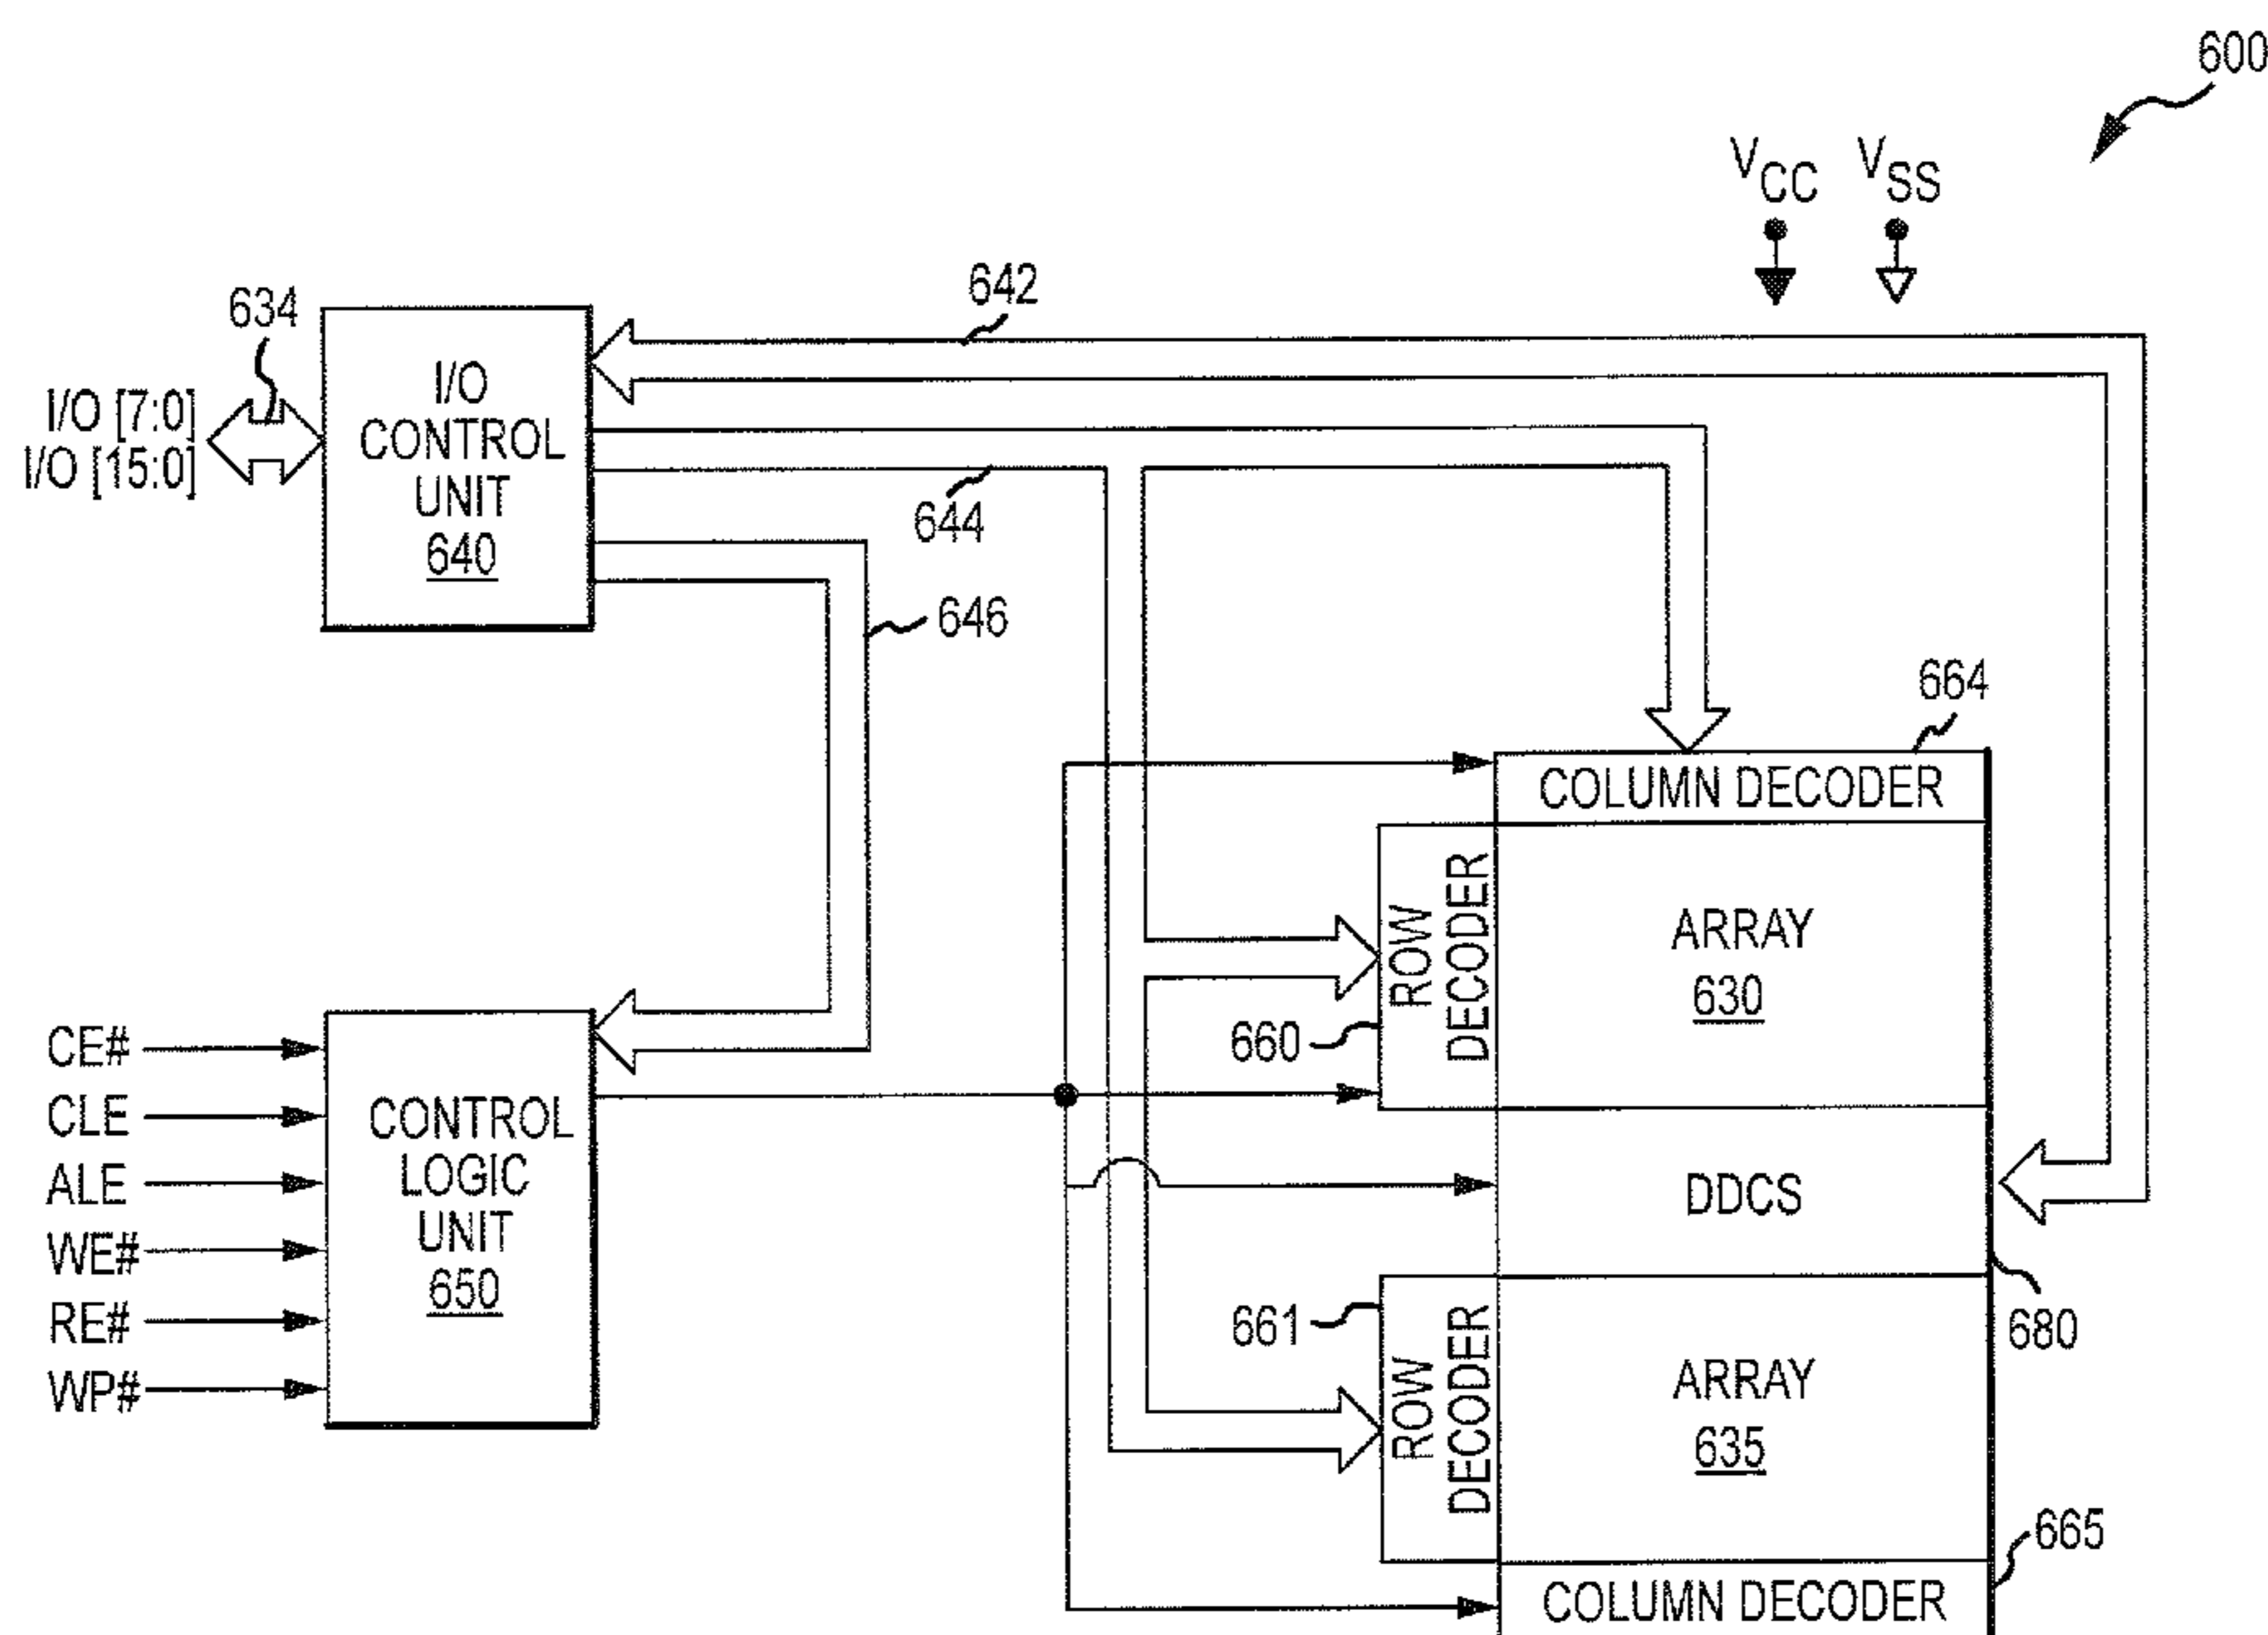 600
VCC VSS
642
634
I/O [7:0]
I/O [15:0]
I/O
CONTROL
UNIT
640
644
646
664
COLUMN DECODER
ROW
DECODER
ARRAY
630
660
CE#
CLE
ALE
WE#
RE#
WP#
CONTROL
LOGIC
UNIT
650
DDCS
680
661
ROW
DECODER
ARRAY
635
665
COLUMN DECODER